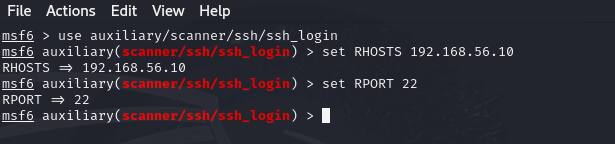 File Actions Edit View Help
msf6 > use auxiliary/scanner/ssh/ssh_login
msf6 auxiliary(scanner/ssh/ssh_login) > set RHOSTS 192.168.56.10
RHOSTS => 192.168.56.10
msf6 auxiliary(scanner/ssh/ssh_login) > set RPORT 22
RPORT => 22
msf6 auxiliary(scanner/ssh/ssh_login) >